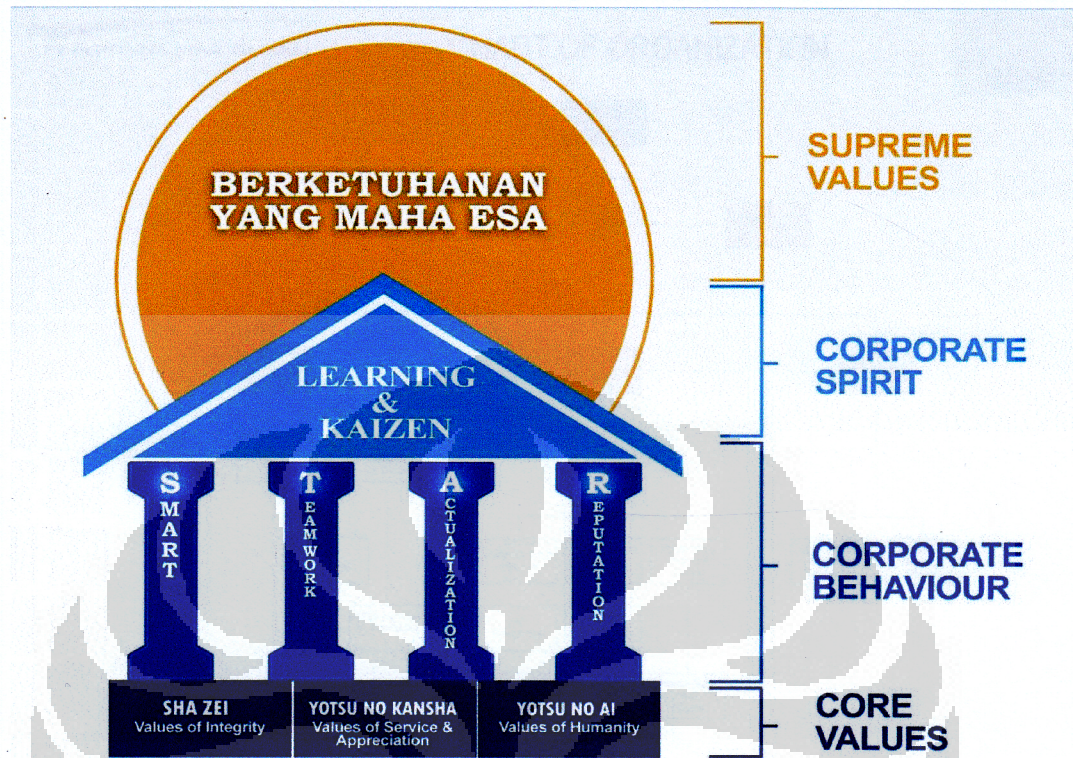 BERKETUHANAN
YANG MAHA ESA
SUPREME
VALUES
LEARNING
&
KAIZEN
CORPORATE
SPIRIT
SMART
TEAMWORK
ACTUALIZATION
REPUTATION
CORPORATE
BEHAVIOUR
SHA ZEI
Values of Integrity
YOTSU NO KANSHA
Values of Service &
Appreciation
YOTSU NO AI
Values of Humanity
CORE
VALUES